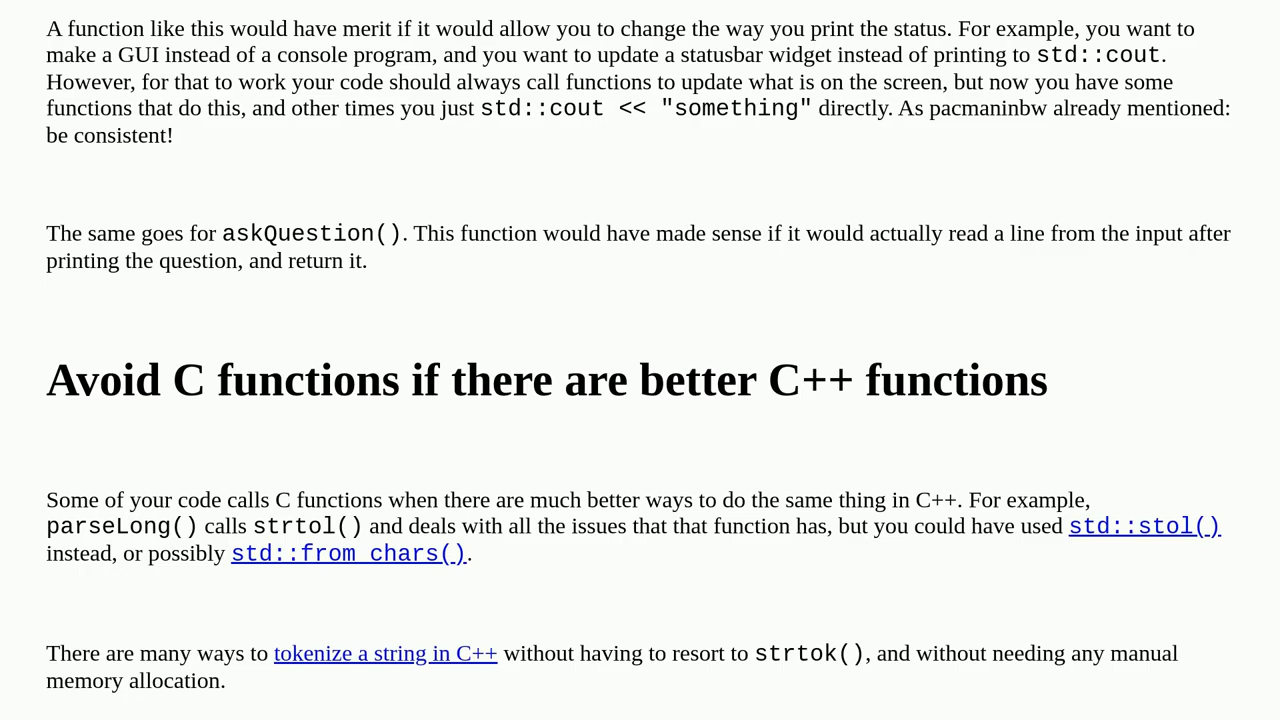 A function like this would have merit if it would allow you to change the way you print the status. For example, you want to
make a GUI instead of a console program, and you want to update a statusbar widget instead of printing to std::cout.
However, for that to work your code should always call functions to update what is on the screen, but now you have some
functions that do this, and other times you just std::cout << "something" directly. As pacmaninbw already mentioned:
be consistent!
The same goes for askQuestion(). This function would have made sense if it would actually read a line from the input after
printing the question, and return it.
Avoid C functions if there are better C++ functions
Some of your code calls C functions when there are much better ways to do the same thing in C++. For example,
parseLong() calls strtol() and deals with all the issues that that function has, but you could have used std::stol()
instead, or possibly std::from_chars().
There are many ways to tokenize a string in C++ without having to resort to strtok(), and without needing any manual
memory allocation.